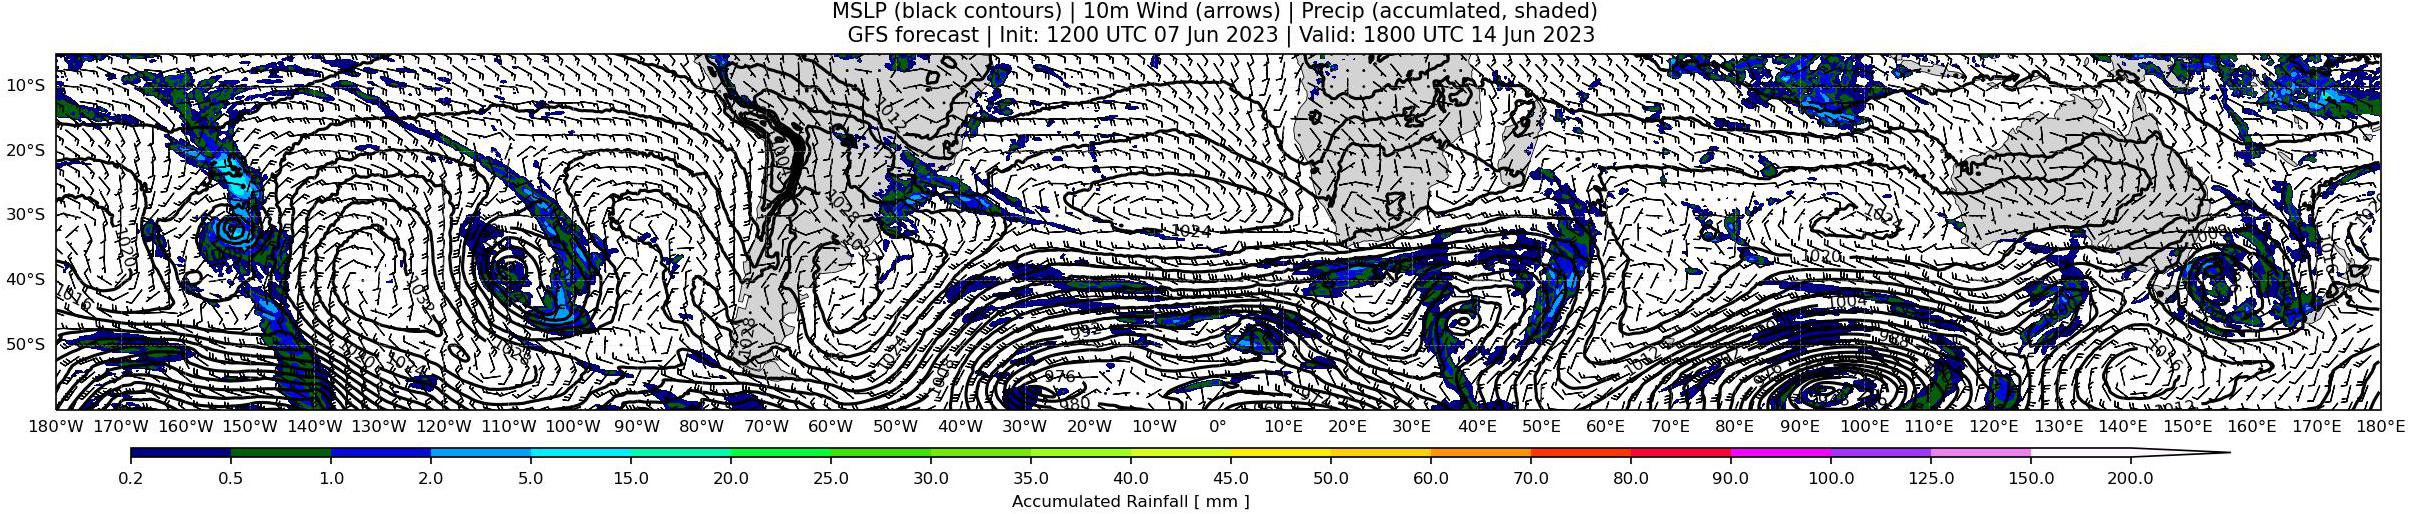 MSLP (black contours) | 10m Wind (arrows) | Precip (accumlated, shaded)
GFS forecast | Init: 1200 UTC 07 Jun 2023 | Valid: 1800 UTC 14 Jun 2023
10°S
20°S
30°S
1024
1020
40°S
1016
1004
50°S
976
980
180°W 170°W 160°W 150°W 140°W 130°W 120°W 110°W 100°W 90°W 80°W 70°W 60°W 50°W 40°W 30°W 20°W 10°W 0° 10°E 20°E 30°E 40°E 50°E 60°E 70°E 80°E 90°E 100°E 110°E 120°E 130°E 140°E 150°E 160°E 170°E 180°E
0.2 0.5 1.0 2.0 5.0 15.0 20.0 25.0 30.0 35.0 40.0 45.0 50.0 60.0 70.0 80.0 90.0 100.0 125.0 150.0 200.0
Accumulated Rainfall [ mm ]